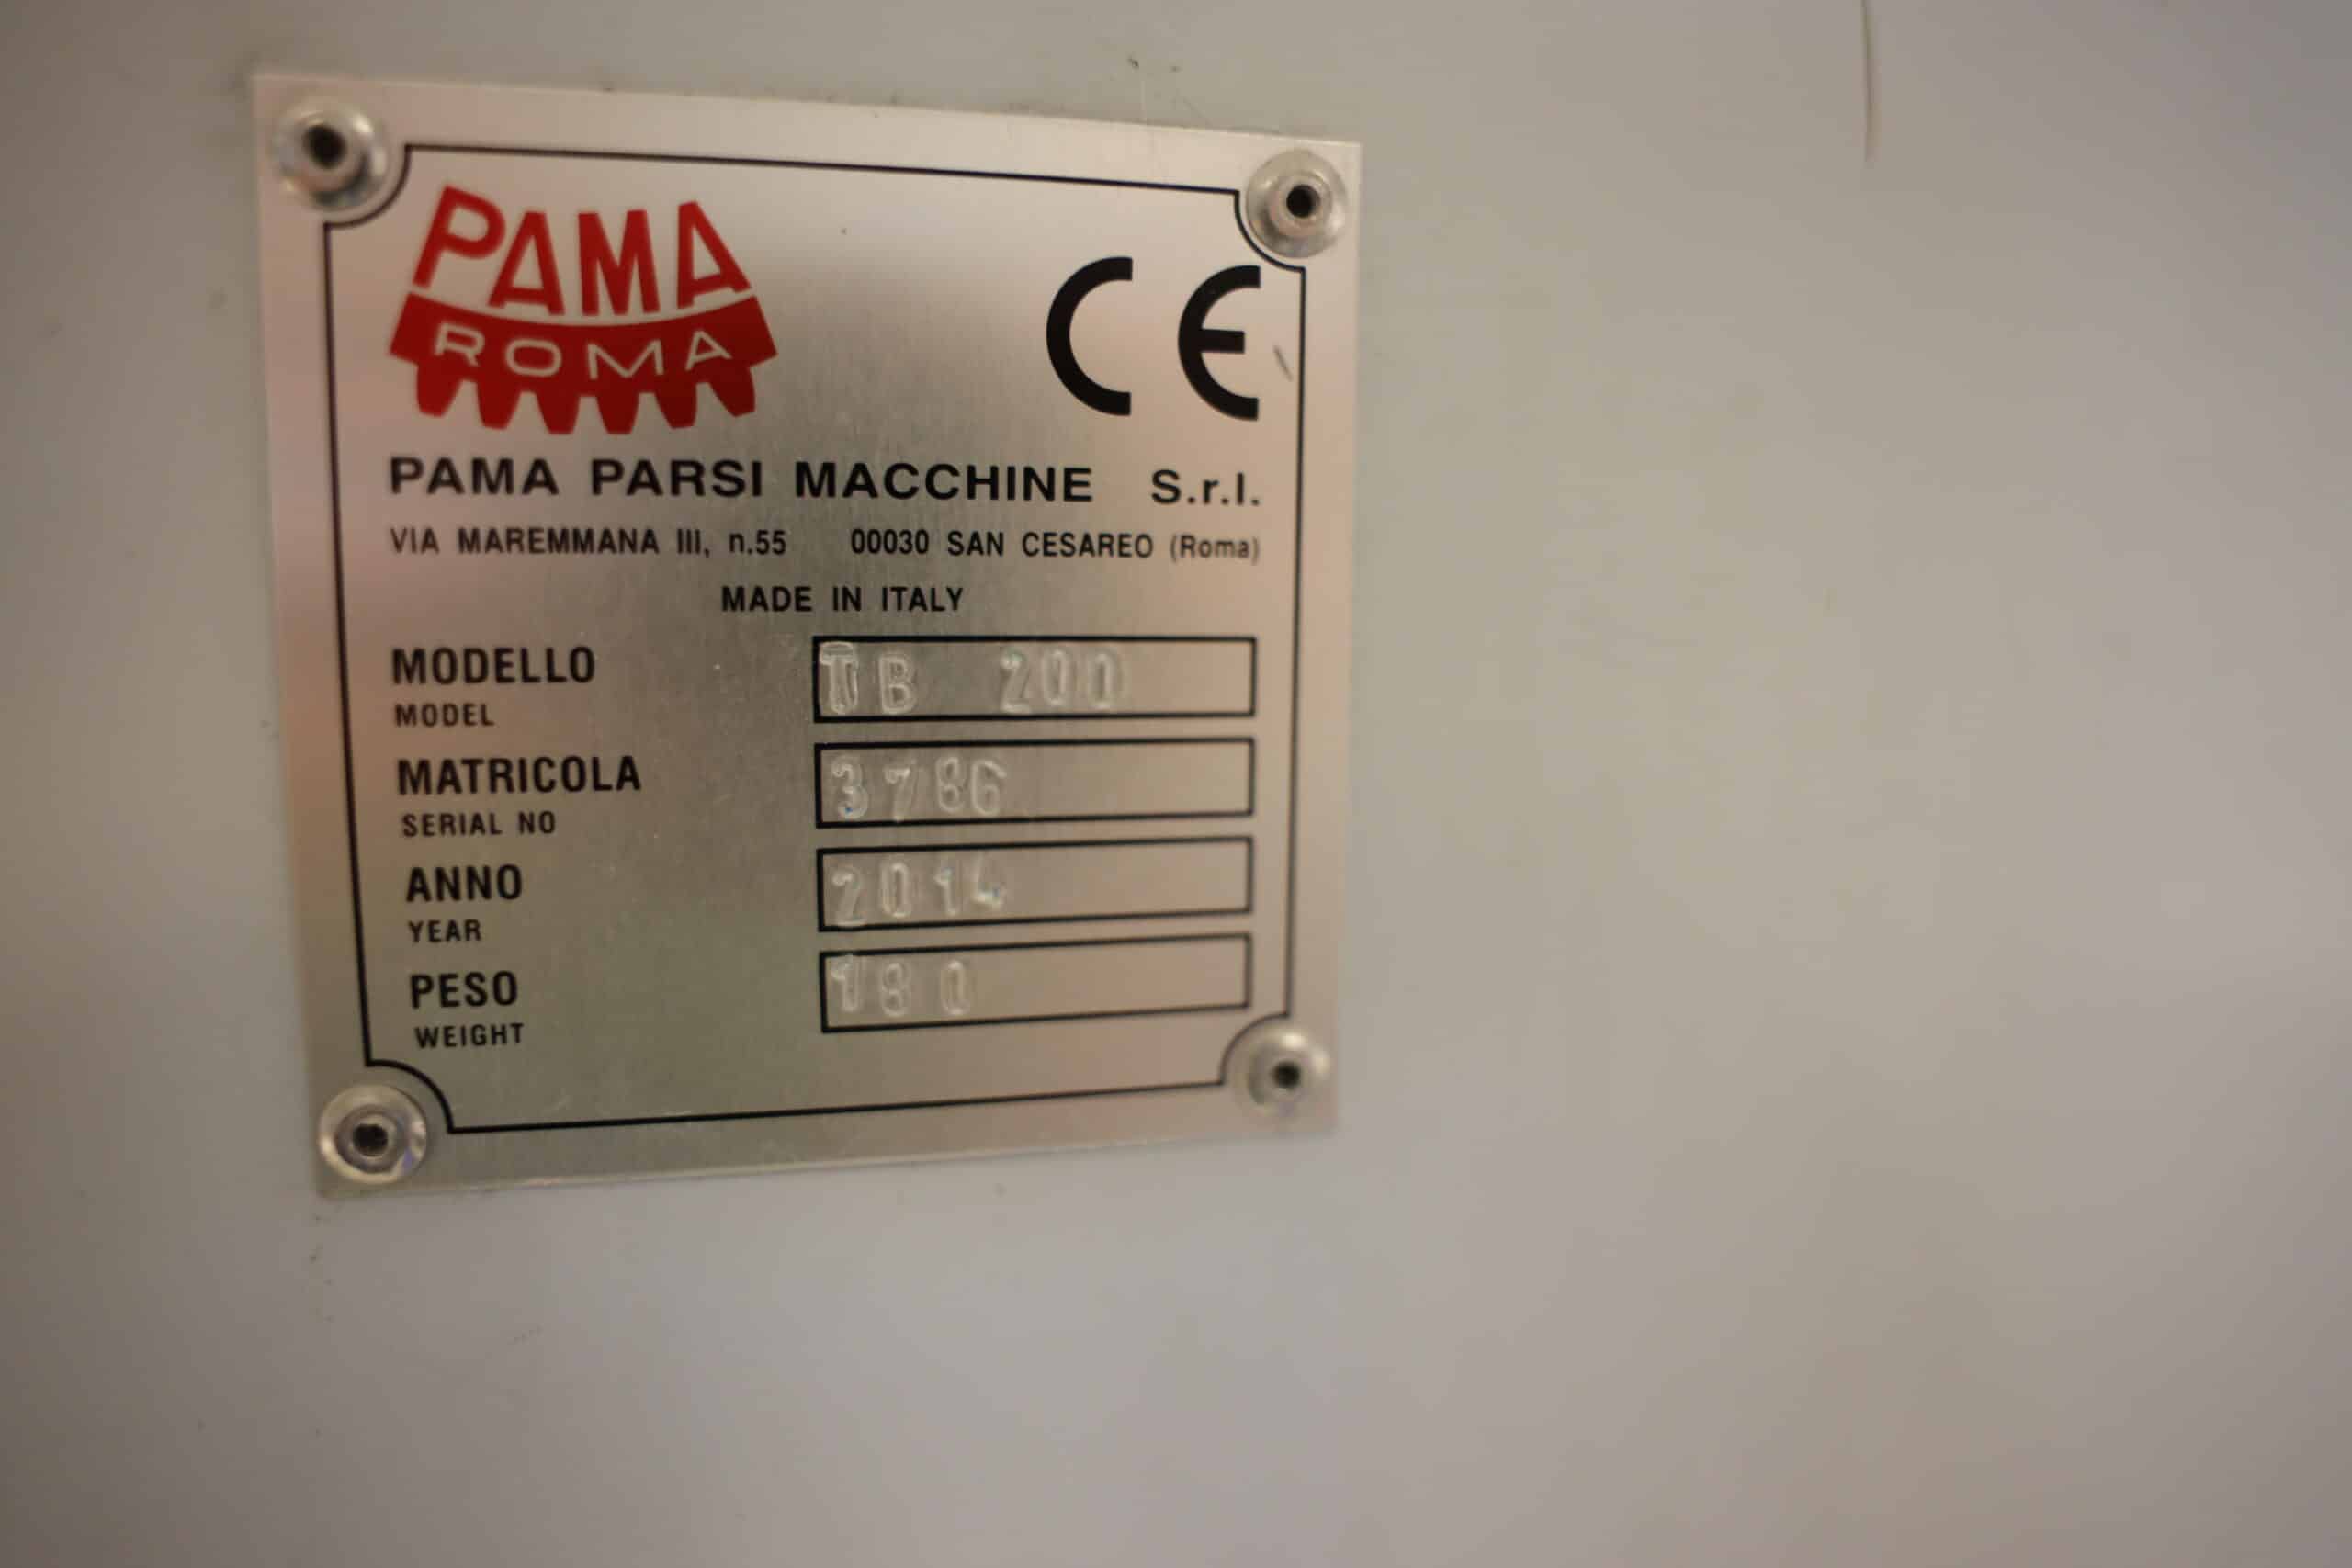 PAMA
ROMA
CE
PAMA PARSI MACCHINE S.r.l.
VIA MAREMMANA III, n.55 00030 SAN CESAREO (Roma)
MADE IN ITALY
MODELLO TB 200
MODEL
MATRICOLA 3786
SERIAL NO
ANNO 2014
YEAR
PESO 180
WEIGHT